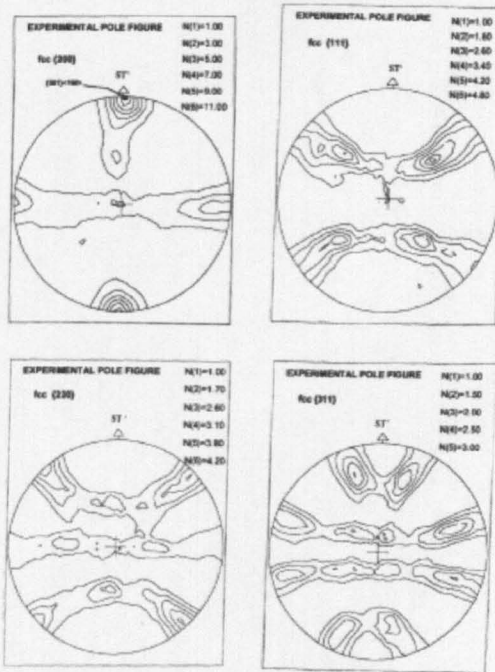 EXPERIMENTAL POLE FIGURE
N(1)=1.00
N(2)=3.00
N(3)=5.00
N(4)=7.00
N(5)=9.00
N(6)=11.00
fcc {200}
ST'
EXPERIMENTAL POLE FIGURE
N(1)=1.00
N(2)=1.80
N(3)=2.60
N(4)=3.40
N(5)=4.20
N(6)=4.80
fcc {111}
ST'
EXPERIMENTAL POLE FIGURE
N(1)=1.00
N(2)=1.70
N(3)=2.60
N(4)=3.10
N(5)=3.80
N(6)=4.20
fcc {220}
ST'
EXPERIMENTAL POLE FIGURE
N(1)=1.00
N(2)=1.50
N(3)=2.00
N(4)=2.50
N(5)=3.00
fcc {311}
ST'